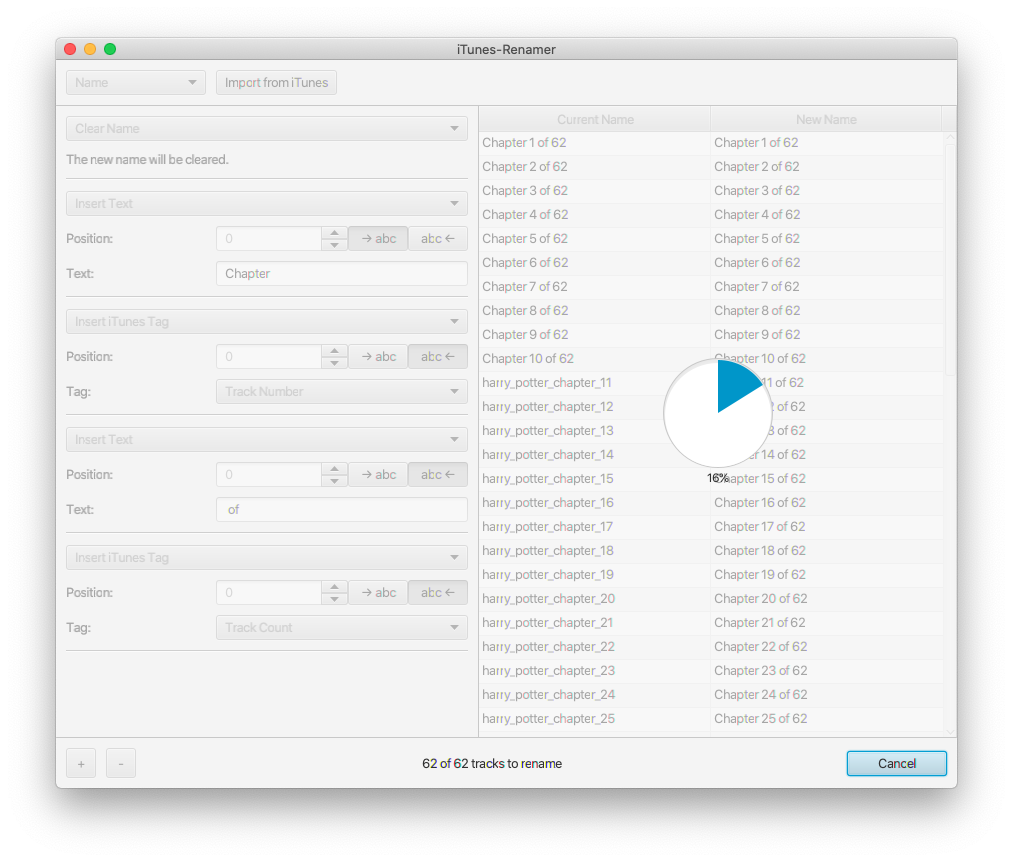 iTunes-Renamer
Name
Import from iTunes
Clear Name
The new name will be cleared.
Insert Text
Position: 0 → abc abc ←
Text: Chapter
Insert iTunes Tag
Position: 0 → abc abc ←
Tag: Track Number
Insert Text
Position: 0 → abc abc ←
Text: of
Insert iTunes Tag
Position: 0 → abc abc ←
Tag: Track Count
Current Name New Name
Chapter 1 of 62 Chapter 1 of 62
Chapter 2 of 62 Chapter 2 of 62
Chapter 3 of 62 Chapter 3 of 62
Chapter 4 of 62 Chapter 4 of 62
Chapter 5 of 62 Chapter 5 of 62
Chapter 6 of 62 Chapter 6 of 62
Chapter 7 of 62 Chapter 7 of 62
Chapter 8 of 62 Chapter 8 of 62
Chapter 9 of 62 Chapter 9 of 62
Chapter 10 of 62 Chapter 10 of 62
harry_potter_chapter_11 11 of 62
harry_potter_chapter_12 of 62
harry_potter_chapter_13 of 62
harry_potter_chapter_14 14 of 62
harry_potter_chapter_15 Chapter 15 of 62
16%
harry_potter_chapter_16 Chapter 16 of 62
harry_potter_chapter_17 Chapter 17 of 62
harry_potter_chapter_18 Chapter 18 of 62
harry_potter_chapter_19 Chapter 19 of 62
harry_potter_chapter_20 Chapter 20 of 62
harry_potter_chapter_21 Chapter 21 of 62
harry_potter_chapter_22 Chapter 22 of 62
harry_potter_chapter_23 Chapter 23 of 62
harry_potter_chapter_24 Chapter 24 of 62
harry_potter_chapter_25 Chapter 25 of 62
+ -
62 of 62 tracks to rename
Cancel